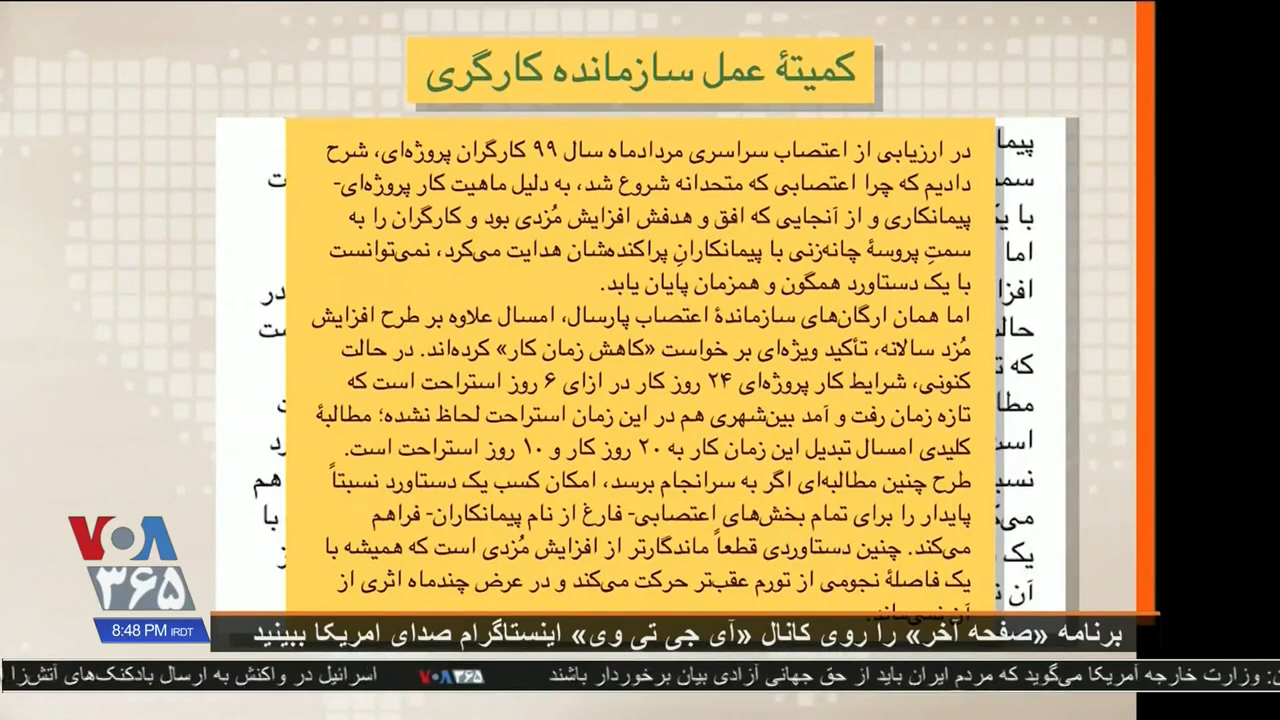 کمیتهٔ عمل سازمانده کارگری
در ارزیابی از اعتصاب سراسری مردادماه سال ۹۹ کارگران پروژه‌ای، شرح
دادیم که چرا اعتصابی که متحدانه شروع شد، به دلیل ماهیت کار پروژه‌ای-
پیمانکاری و از آنجایی که افق و هدفش افزایش مُزدی بود و کارگران را به
سمتِ پروسهٔ چانه‌زنی با پیمانکارانِ پراکنده‌شان هدایت می‌کرد، نمی‌توانست
با یک دستاورد همگون و همزمان پایان یابد.
اما همان ارگان‌های سازماندهٔ اعتصاب پارسال، امسال علاوه بر طرح افزایش
مُزد سالانه، تأکید ویژه‌ای بر خواست «کاهش زمان کار» کرده‌اند. در حالت
کنونی، شرایط کار پروژه‌ای ۲۴ روز کار در ازای ۶ روز استراحت است که
تازه زمان رفت و آمد بین‌شهری هم در این زمان استراحت لحاظ نشده؛ مطالبهٔ
کلیدی امسال تبدیل این زمان کار به ۲۰ روز کار و ۱۰ روز استراحت است.
طرح چنین مطالبه‌ای اگر به سرانجام برسد، امکان کسب یک دستاورد نسبتاً
پایدار را برای تمام بخش‌های اعتصابی- فارغ از نام پیمانکاران- فراهم
می‌کند. چنین دستاوردی قطعاً ماندگارتر از افزایش مُزدی است که همیشه با
یک فاصلهٔ نجومی از تورم عقب‌تر حرکت می‌کند و در عرض چندماه اثری از
آن نمی‌ماند.
VOA
۳۶۵
8:48 PM IRDT
برنامه «صفحه آخر» را روی کانال «آی جی تی وی» اینستاگرام صدای امریکا ببینید
: وزارت خارجه آمریکا می‌گوید که مردم ایران باید از حق جهانی آزادی بیان برخوردار باشند VOA۳۶۵ اسرائیل در واکنش به ارسال بادکنک‌های آتش‌زا